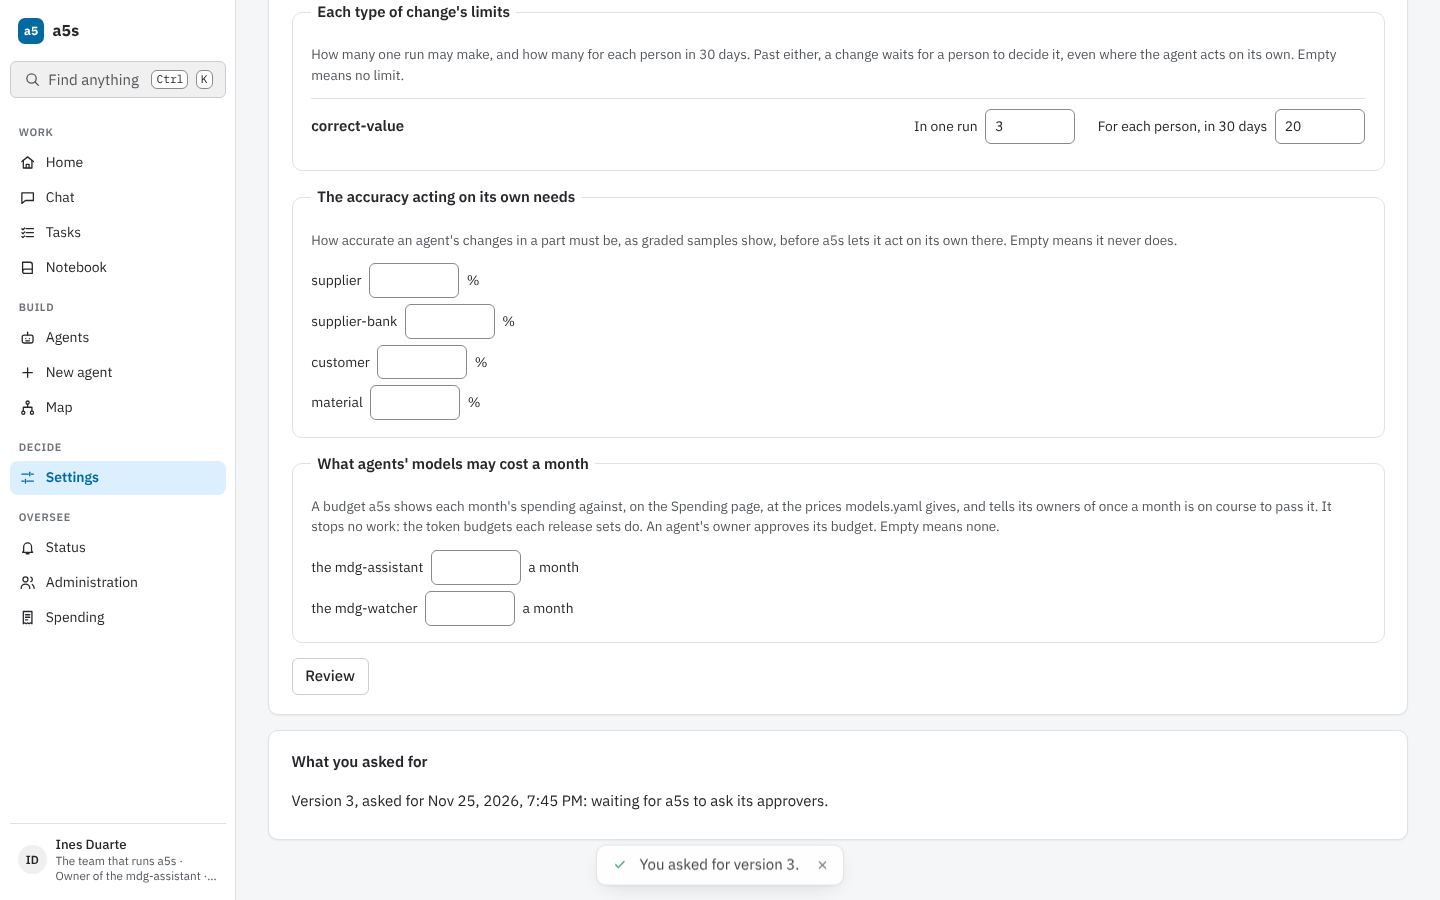 a5 a5s
Find anything Ctrl K
WORK
Home
Chat
Tasks
Notebook
BUILD
Agents
New agent
Map
DECIDE
Settings
OVERSEE
Status
Administration
Spending
ID
Ines Duarte
The team that runs a5s ·
Owner of the mdg-assistant ·...
Each type of change's limits
How many one run may make, and how many for each person in 30 days. Past either, a change waits for a person to decide it, even where the agent acts on its own. Empty
means no limit.
correct-value In one run 3 For each person, in 30 days 20
The accuracy acting on its own needs
How accurate an agent's changes in a part must be, as graded samples show, before a5s lets it act on its own there. Empty means it never does.
supplier %
supplier-bank %
customer %
material %
What agents' models may cost a month
A budget a5s shows each month's spending against, on the Spending page, at the prices models.yaml gives, and tells its owners of once a month is on course to pass it. It
stops no work: the token budgets each release sets do. An agent's owner approves its budget. Empty means none.
the mdg-assistant a month
the mdg-watcher a month
Review
What you asked for
Version 3, asked for Nov 25, 2026, 7:45 PM: waiting for a5s to ask its approvers.
You asked for version 3.